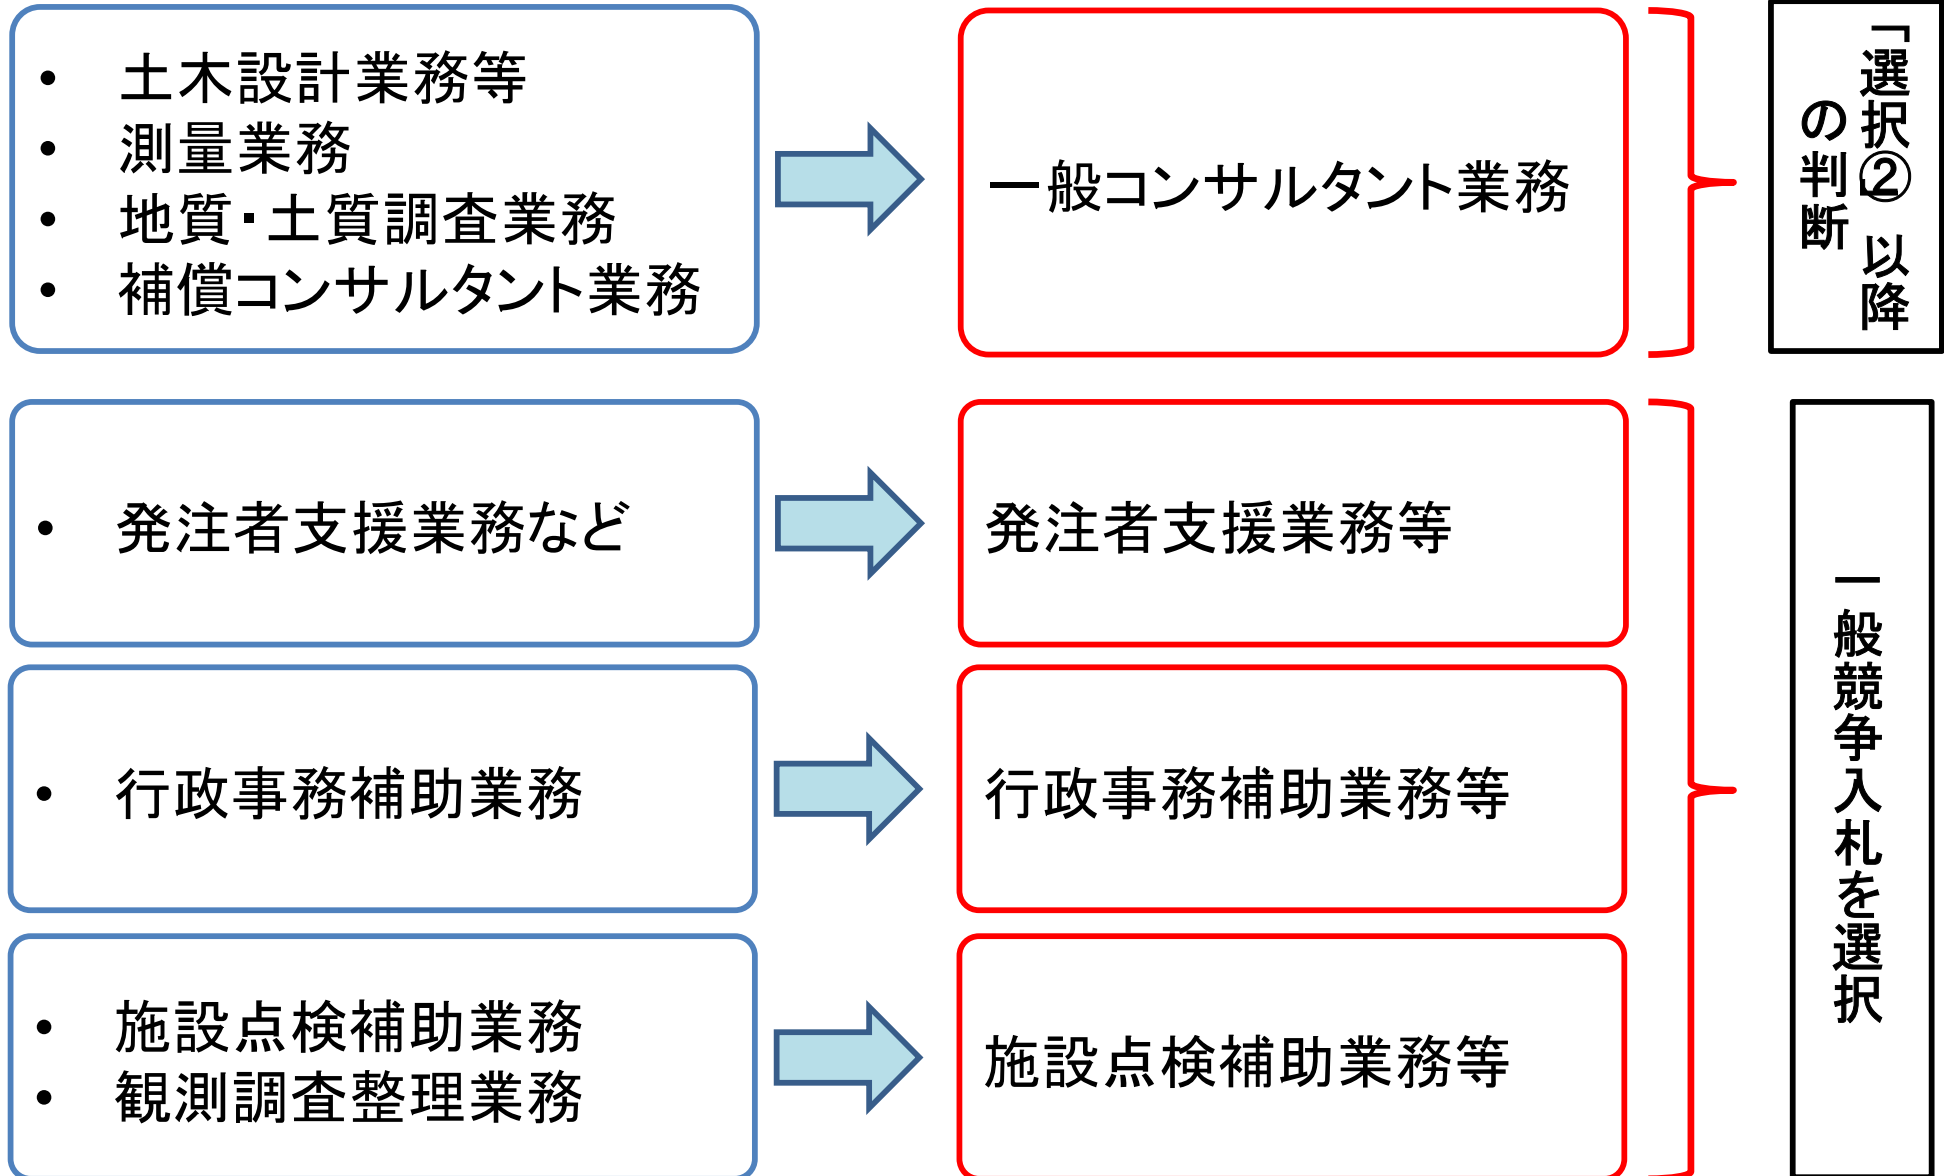 • 土木設計業務等
• 測量業務
• 地質・土質調査業務
• 補償コンサルタント業務
一般コンサルタント業務
「選択②」以降
の判断
• 発注者支援業務など
発注者支援業務等
• 行政事務補助業務
行政事務補助業務等
• 施設点検補助業務
• 観測調査整理業務
施設点検補助業務等
一般競争入札を選択